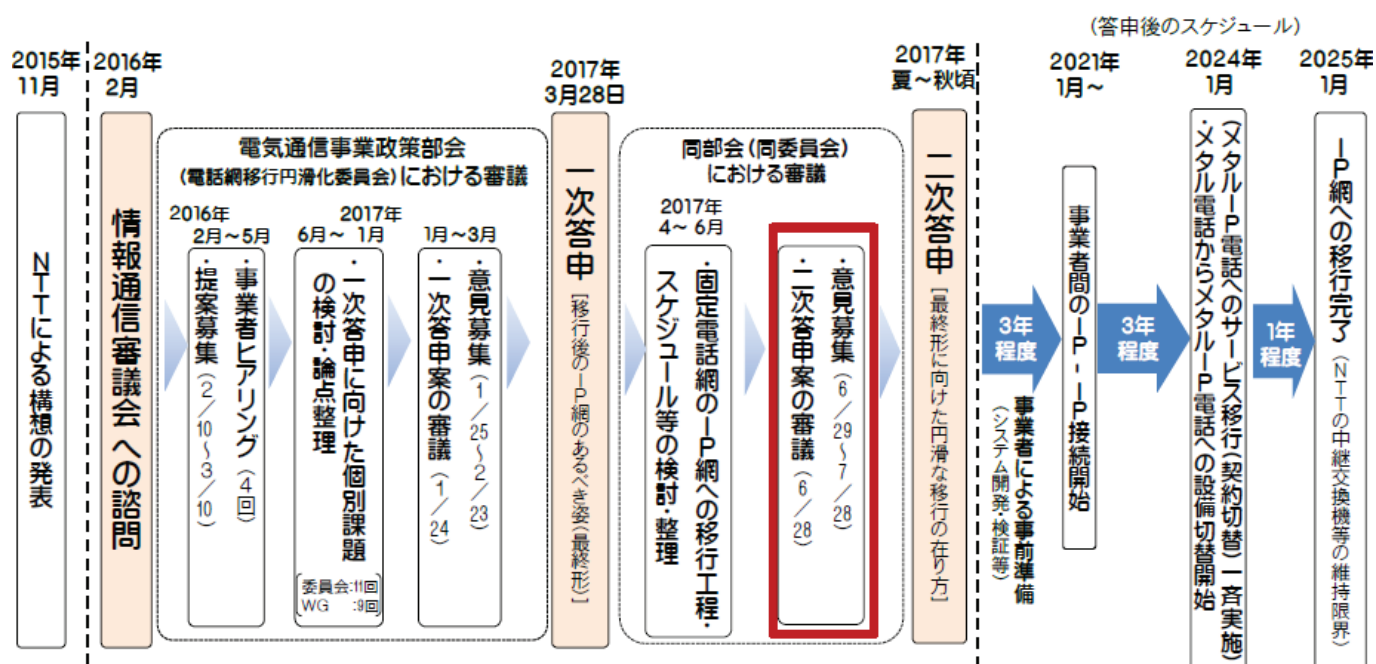 (答申後のスケジュール)
2015年
11月
NTTによる構想の発表
2016年
2月
情報通信審議会への諮問
電気通信事業政策部会
(電話網移行円滑化委員会)における審議
2016年
2月～5月
・提案募集(2/10～3/10)
・事業者ヒアリング(4回)
2017年
6月～ 1月
・一次答申に向けた個別課題
の検討・論点整理
委員会:11回
WG :9回
1月～3月
・一次答申案の審議(1/24)
・意見募集(1/25～2/23)
2017年
3月28日
一次答申
[移行後のIP網のあるべき姿(最終形)]
同部会(同委員会)
における審議
2017年
4～ 6月
・固定電話網のIP網への移行工程・
スケジュール等の検討・整理
・二次答申案の審議(6/28)
・意見募集(6/29～7/28)
2017年
夏～秋頃
二次答申
[最終形に向けた円滑な移行の在り方]
3年
程度
事業者による事前準備
(システム開発・検証等)
2021年
1月～
事業者間のIP-IP接続開始
3年
程度
2024年
1月
・メタル電話からメタルIP電話への設備切替開始
(メタルIP電話へのサービス移行(契約切替)一斉実施)
1年
程度
2025年
1月
IP網への移行完了
(NTTの中継交換機等の維持限界)